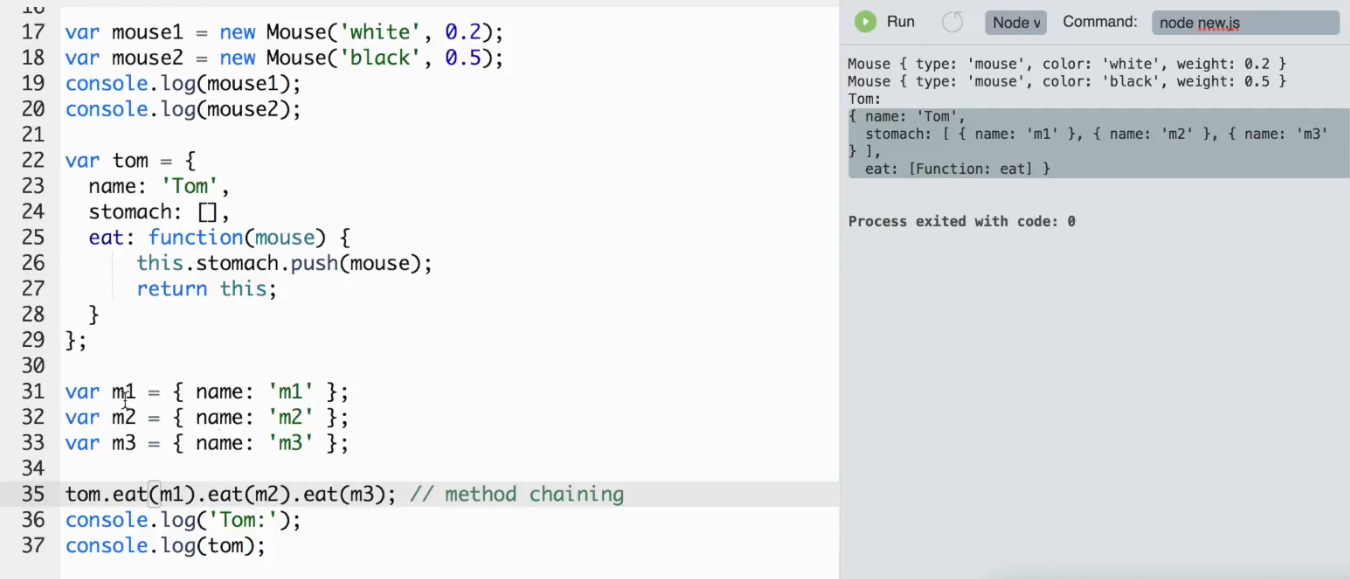 16
17 var mouse1 = new Mouse('white', 0.2);
18 var mouse2 = new Mouse('black', 0.5);
19 console.log(mouse1);
20 console.log(mouse2);
21
22 var tom = {
23 name: 'Tom',
24 stomach: [],
25 eat: function(mouse) {
26 this.stomach.push(mouse);
27 return this;
28 }
29 };
30
31 var m1 = { name: 'm1' };
32 var m2 = { name: 'm2' };
33 var m3 = { name: 'm3' };
34
35 tom.eat(m1).eat(m2).eat(m3); // method chaining
36 console.log('Tom:');
37 console.log(tom);
Run Node v Command: node new.js
Mouse { type: 'mouse', color: 'white', weight: 0.2 }
Mouse { type: 'mouse', color: 'black', weight: 0.5 }
Tom:
{ name: 'Tom',
stomach: [ { name: 'm1' }, { name: 'm2' }, { name: 'm3'
} ],
eat: [Function: eat] }
Process exited with code: 0